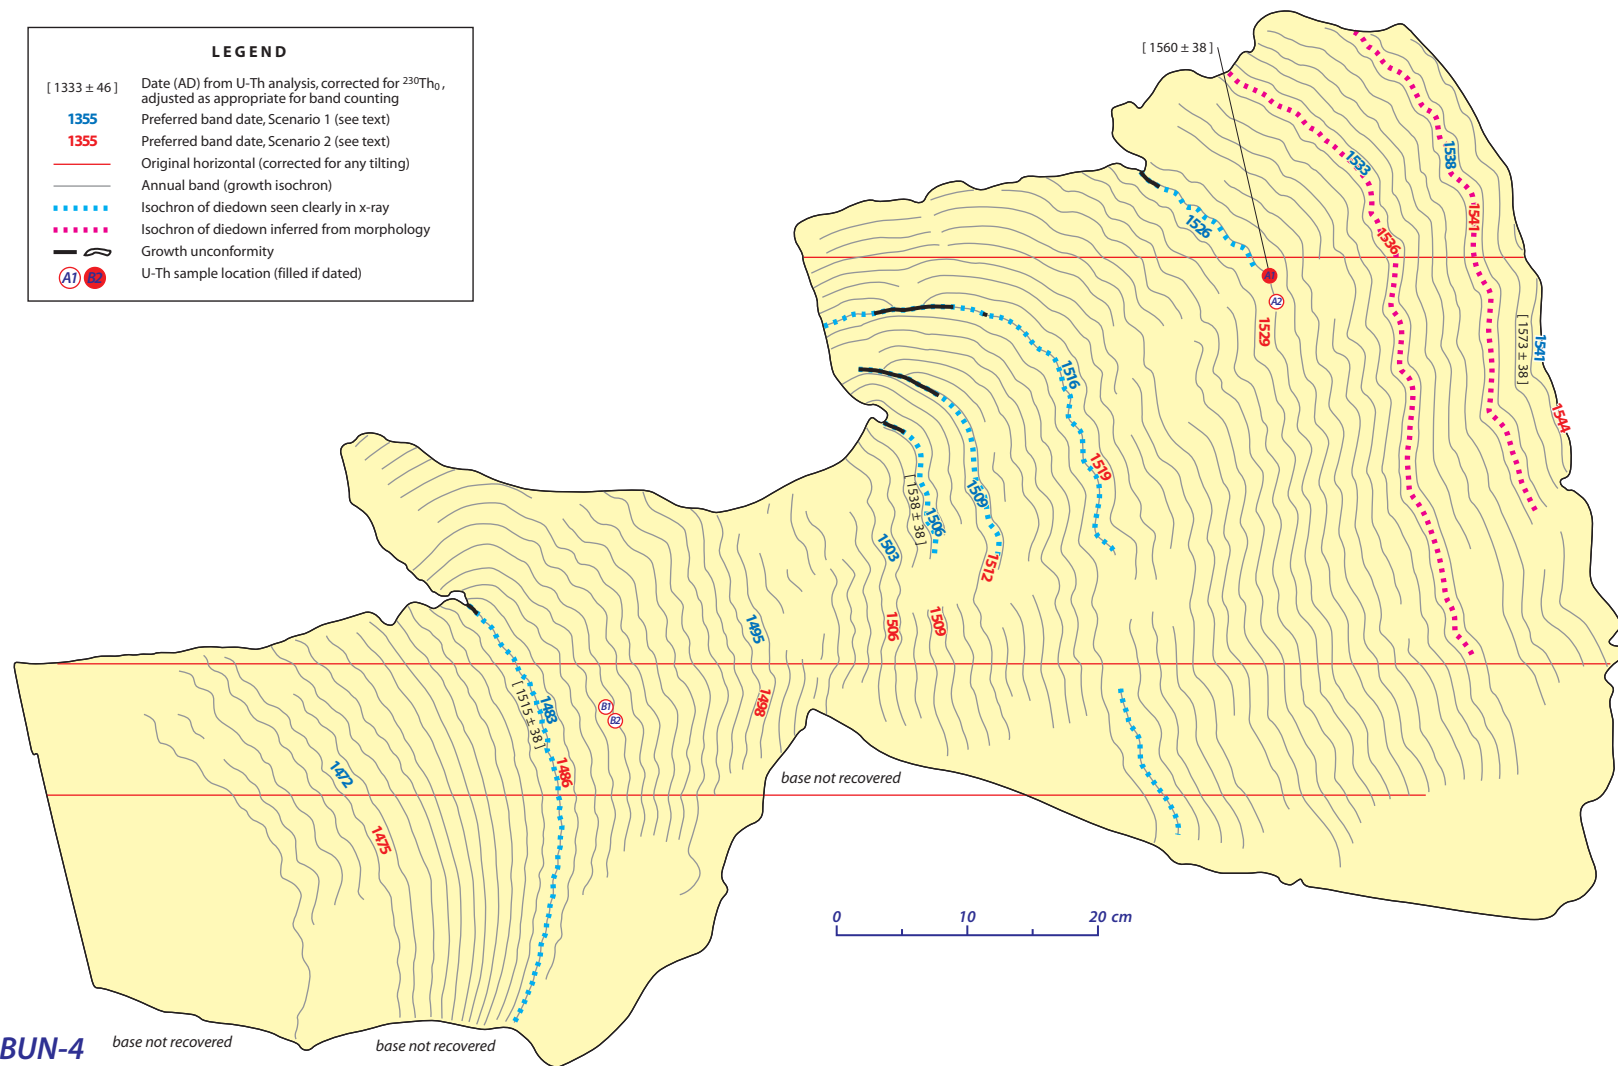 LEGEND
[ 1333 ± 46 ] Date (AD) from U-Th analysis, corrected for ²³⁰Th₀ ,
adjusted as appropriate for band counting
1355 Preferred band date, Scenario 1 (see text)
1355 Preferred band date, Scenario 2 (see text)
Original horizontal (corrected for any tilting)
Annual band (growth isochron)
Isochron of diedown seen clearly in x-ray
Isochron of diedown inferred from morphology
Growth unconformity
A1 B2 U-Th sample location (filled if dated)
[ 1560 ± 38 ]
1533
1538
1526
1541
1536
A1
A2
1529
[ 1573 ± 38 ]
1541
1544
1516
1519
1509
[ 1538 ± 38 ]
1506
1503
1512
1506
1509
1495
1498
[ 1515 ± 38 ]
1483
B1
B2
1486
1472
1475
base not recovered
0 10 20 cm
BUN-4
base not recovered
base not recovered